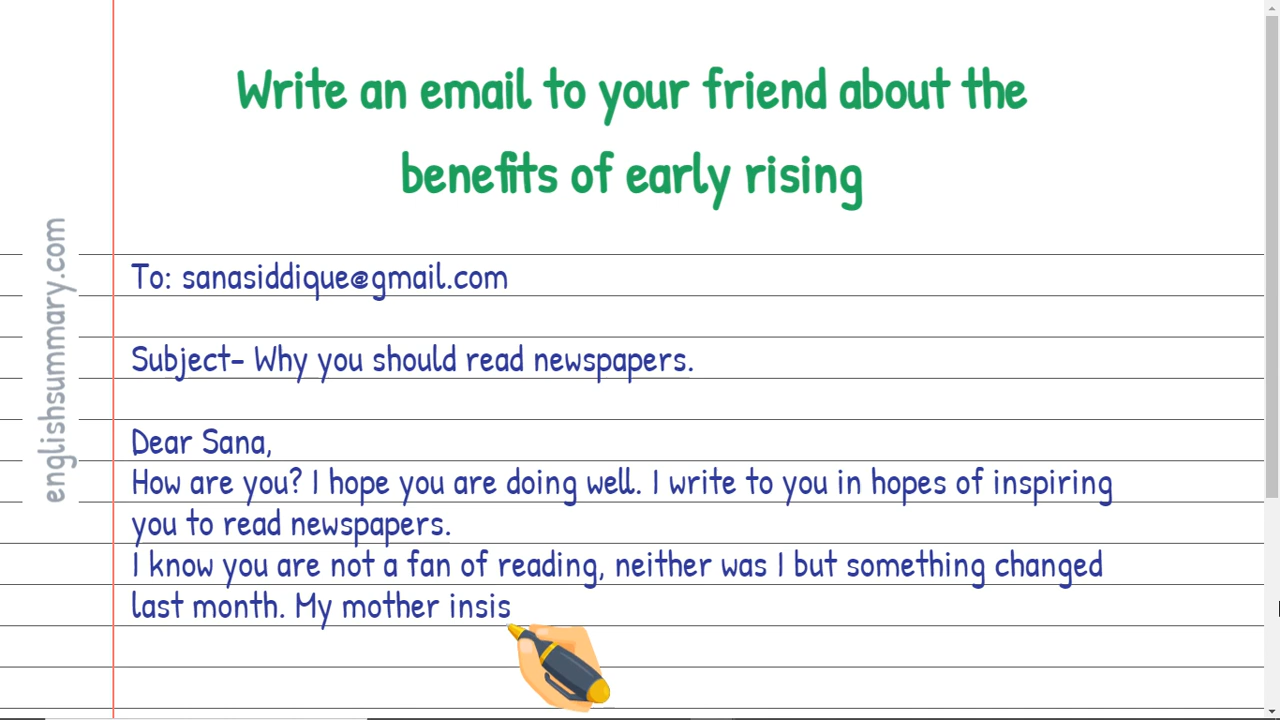 Write an email to your friend about the
benefits of early rising
englishsummary.com
To: sanasiddique@gmail.com
Subject- Why you should read newspapers.
Dear Sana,
How are you? I hope you are doing well. I write to you in hopes of inspiring
you to read newspapers.
I know you are not a fan of reading, neither was I but something changed
last month. My mother insis